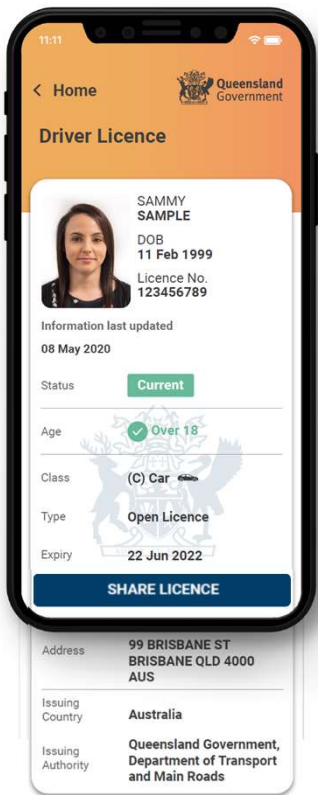 11:11
Home
Queensland
Government
Driver Licence
SAMMY
SAMPLE
DOB
11 Feb 1999
Licence No.
123456789
Information last updated
08 May 2020
Status Current
Age Over 18
Class (C) Car
Type Open Licence
Expiry 22 Jun 2022
SHARE LICENCE
Address 99 BRISBANE ST
BRISBANE QLD 4000
AUS
Issuing
Country Australia
Issuing
Authority Queensland Government,
Department of Transport
and Main Roads